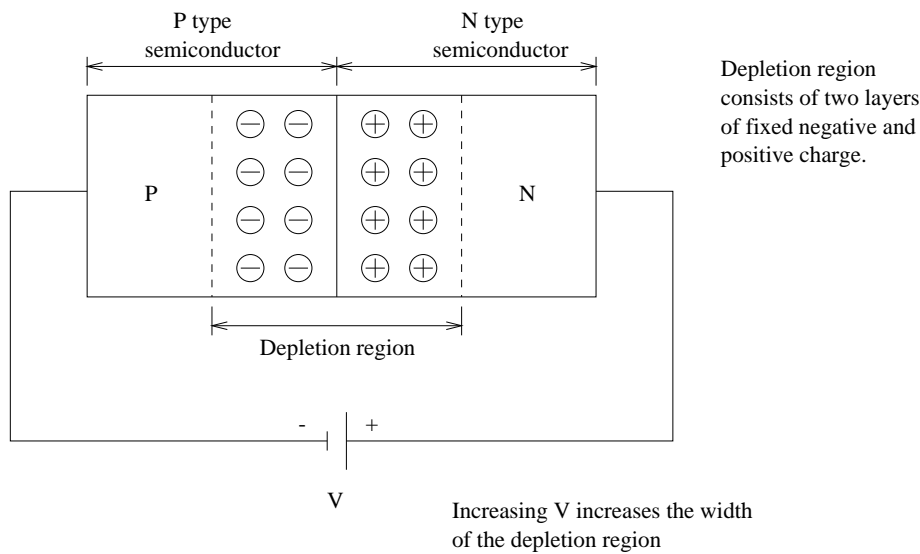 P type
semiconductor
N type
semiconductor
Depletion region
consists of two layers
of fixed negative and
positive charge.
P
N
Depletion region
- +
V
Increasing V increases the width
of the depletion region